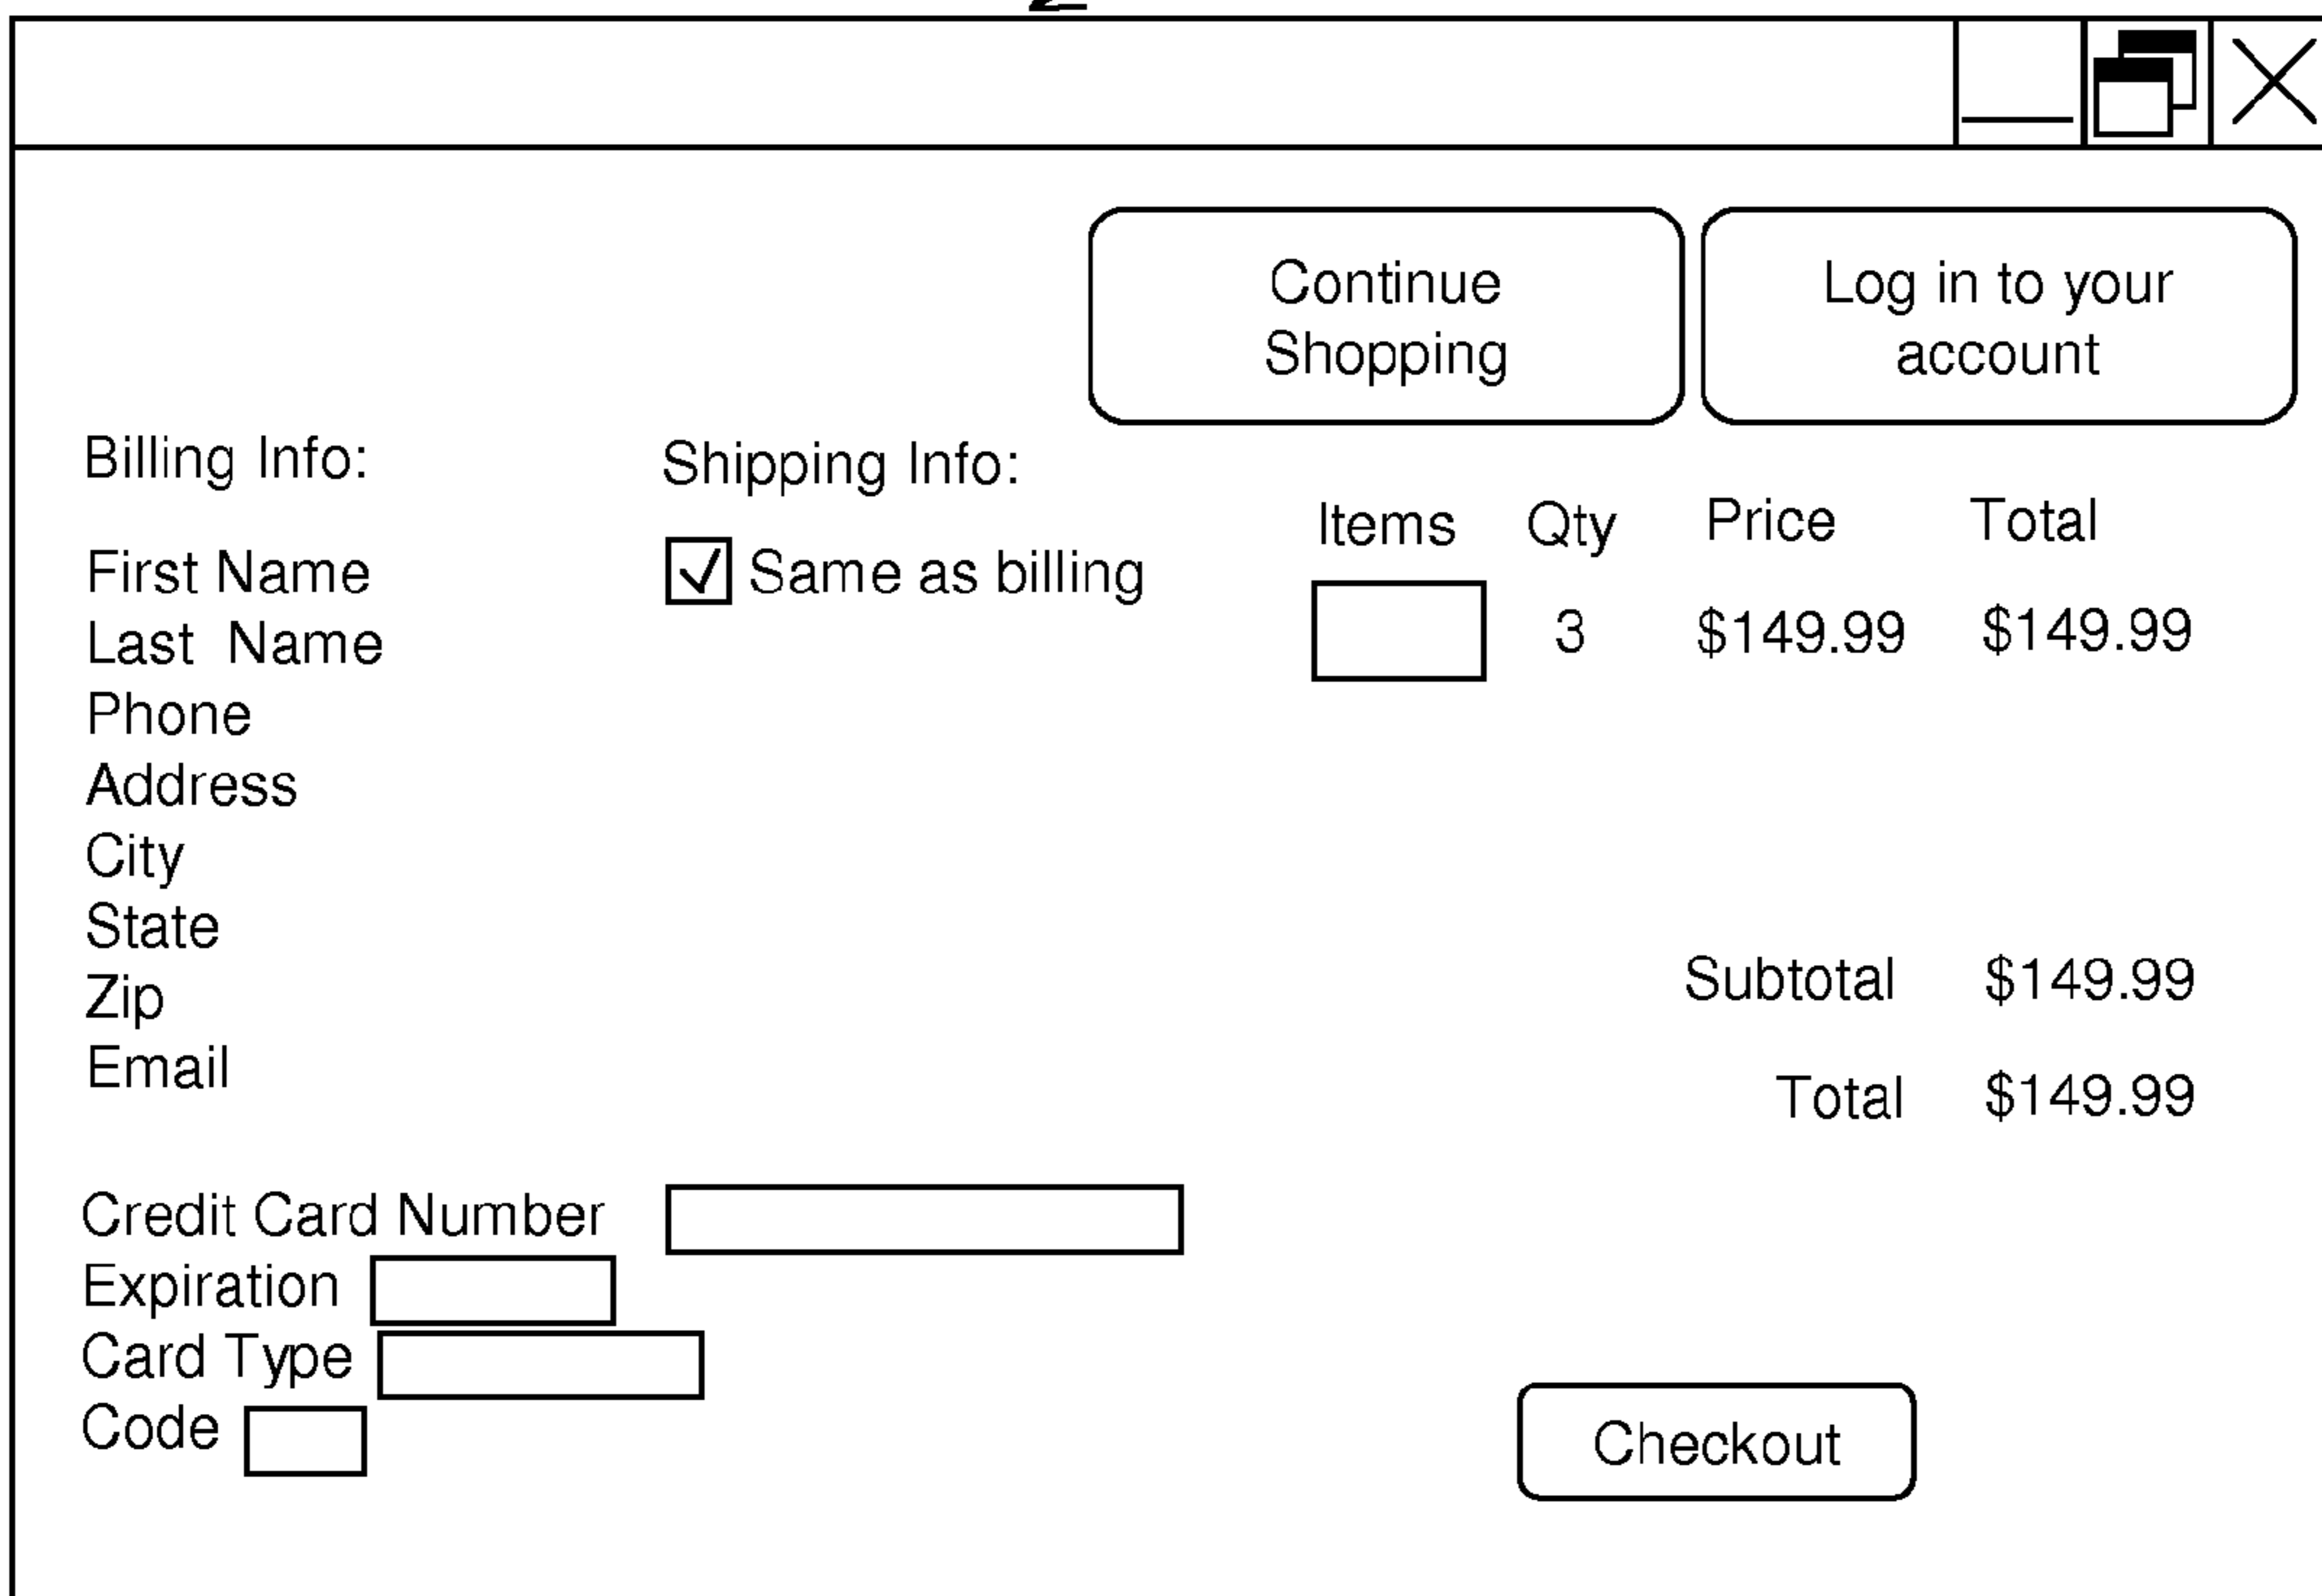 Continue
Shopping
Log in to your
account
Billing Info:
Shipping Info:
First Name
Last Name
Phone
Address
City
State
Zip
Email
Same as billing
Items Qty Price Total
3 $149.99 $149.99
Subtotal $149.99
Total $149.99
Credit Card Number
Expiration
Card Type
Code
Checkout